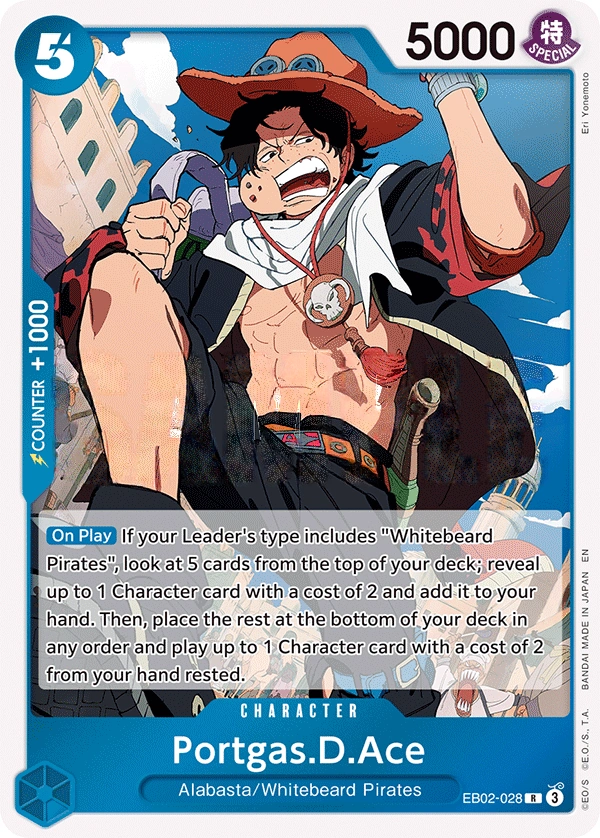 5
5000
特
SPECIAL
Eri Yonemoto
COUNTER +1000
On Play If your Leader's type includes "Whitebeard
Pirates", look at 5 cards from the top of your deck; reveal
up to 1 Character card with a cost of 2 and add it to your
hand. Then, place the rest at the bottom of your deck in
any order and play up to 1 Character card with a cost of 2
from your hand rested.
CHARACTER
Portgas.D.Ace
Alabasta/Whitebeard Pirates
EB02-028 R 3
©EO/S ©E.O./S., T.A. BANDAI MADE IN JAPAN EN